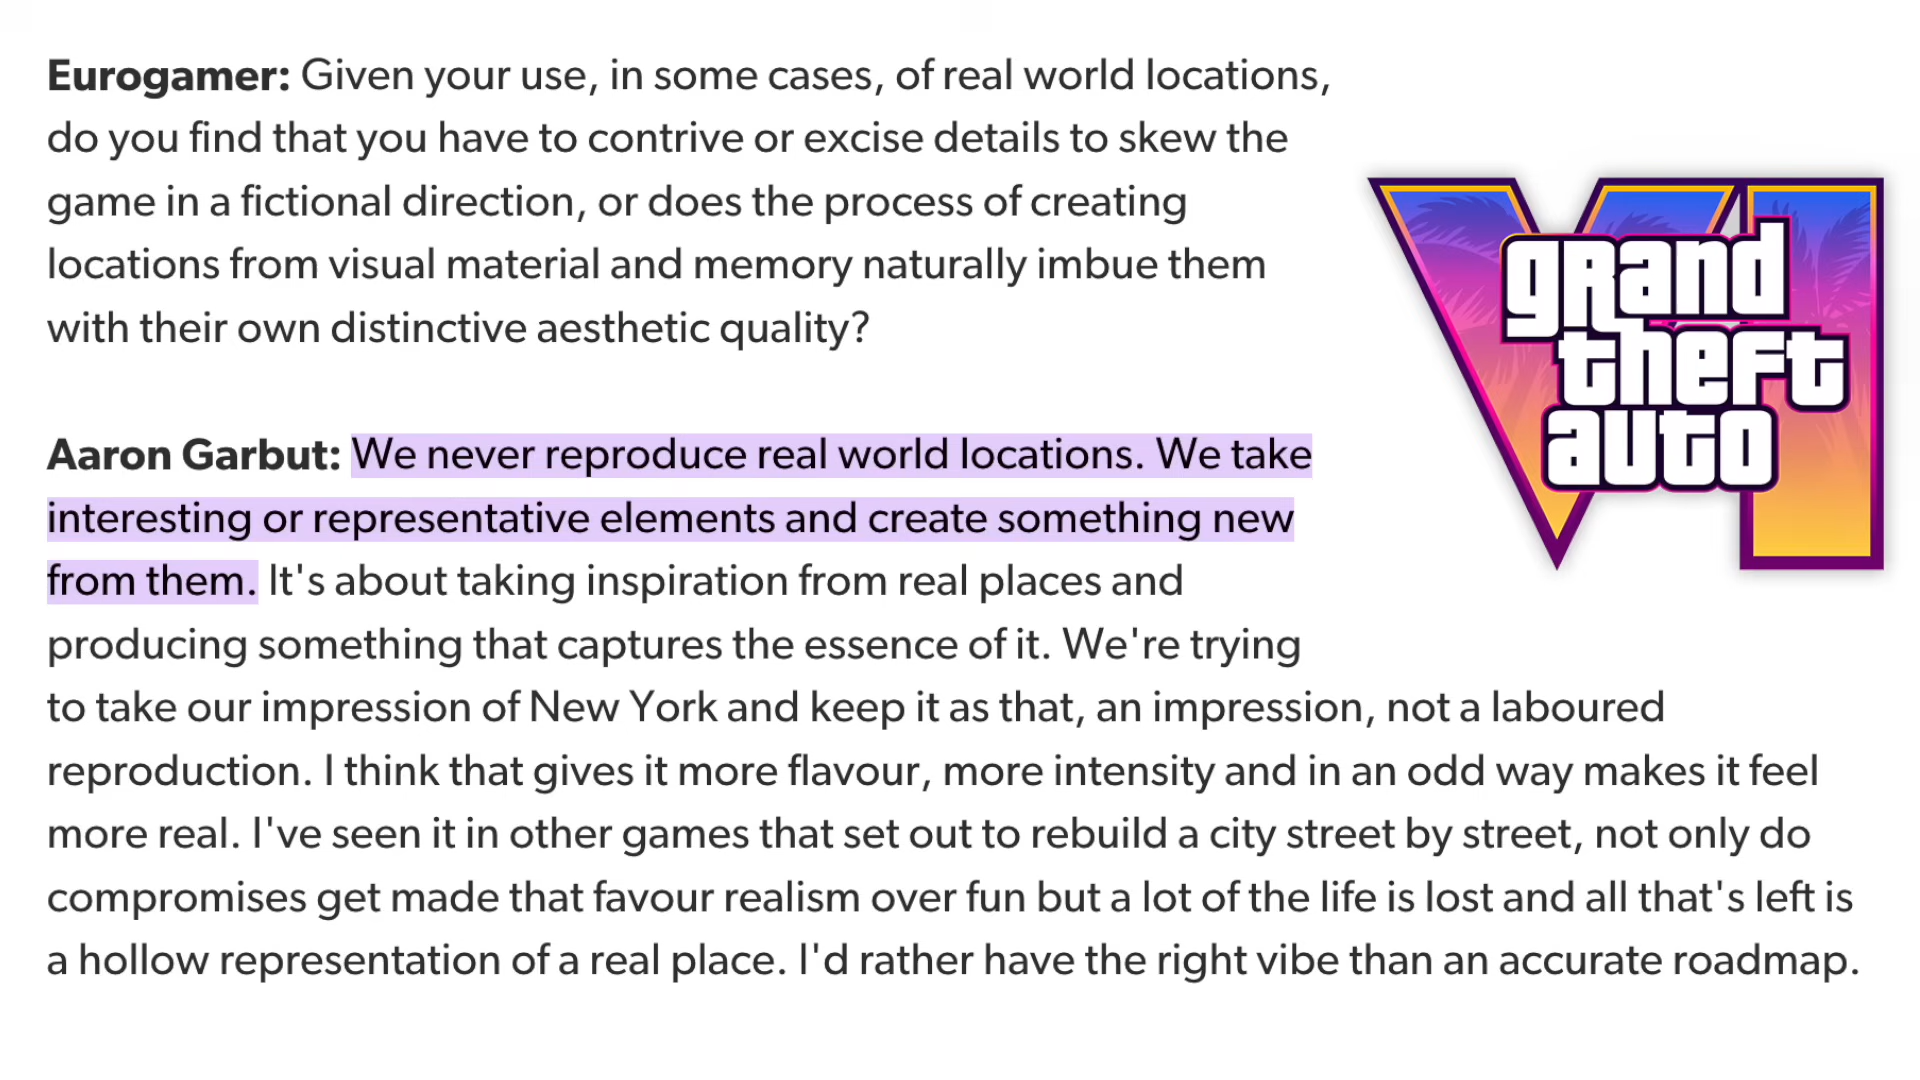 Eurogamer: Given your use, in some cases, of real world locations,
do you find that you have to contrive or excise details to skew the
game in a fictional direction, or does the process of creating
locations from visual material and memory naturally imbue them
with their own distinctive aesthetic quality?
VI
grand
theft
auto
Aaron Garbut: We never reproduce real world locations. We take
interesting or representative elements and create something new
from them. It's about taking inspiration from real places and
producing something that captures the essence of it. We're trying
to take our impression of New York and keep it as that, an impression, not a laboured
reproduction. I think that gives it more flavour, more intensity and in an odd way makes it feel
more real. I've seen it in other games that set out to rebuild a city street by street, not only do
compromises get made that favour realism over fun but a lot of the life is lost and all that's left is
a hollow representation of a real place. I'd rather have the right vibe than an accurate roadmap.